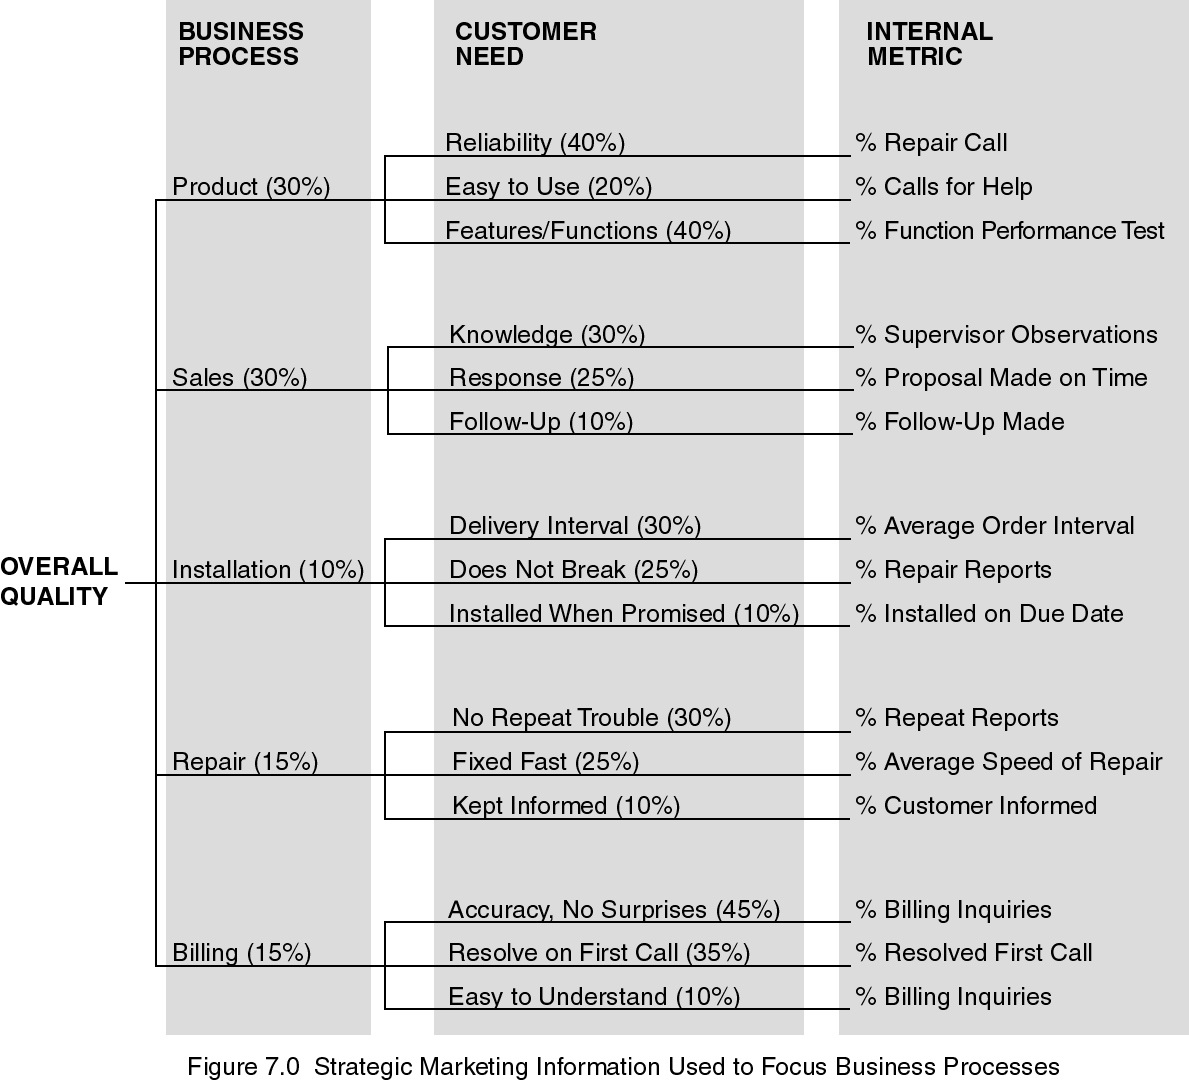 BUSINESS
PROCESS
CUSTOMER
NEED
INTERNAL
METRIC
OVERALL
QUALITY
Product (30%)
Reliability (40%)
% Repair Call
Easy to Use (20%)
% Calls for Help
Features/Functions (40%)
% Function Performance Test
Sales (30%)
Knowledge (30%)
% Supervisor Observations
Response (25%)
% Proposal Made on Time
Follow-Up (10%)
% Follow-Up Made
Installation (10%)
Delivery Interval (30%)
% Average Order Interval
Does Not Break (25%)
% Repair Reports
Installed When Promised (10%)
% Installed on Due Date
Repair (15%)
No Repeat Trouble (30%)
% Repeat Reports
Fixed Fast (25%)
% Average Speed of Repair
Kept Informed (10%)
% Customer Informed
Billing (15%)
Accuracy, No Surprises (45%)
% Billing Inquiries
Resolve on First Call (35%)
% Resolved First Call
Easy to Understand (10%)
% Billing Inquiries
Figure 7.0 Strategic Marketing Information Used to Focus Business Processes